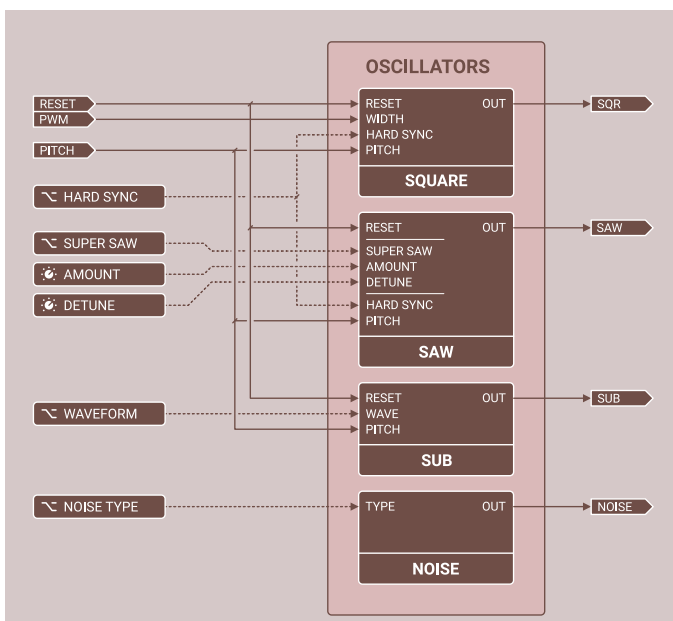 OSCILLATORS
RESET
PWM
PITCH
HARD SYNC
SUPER SAW
AMOUNT
DETUNE
WAVEFORM
NOISE TYPE
RESET OUT
WIDTH
HARD SYNC
PITCH
SQUARE
RESET OUT
SUPER SAW
AMOUNT
DETUNE
HARD SYNC
PITCH
SAW
RESET OUT
WAVE
PITCH
SUB
TYPE OUT
NOISE
SQR
SAW
SUB
NOISE